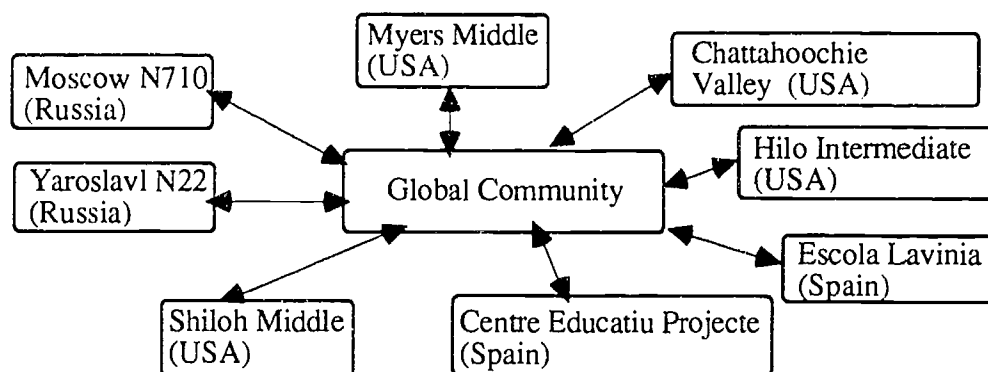 Myers Middle
(USA)
Chattahoochie
Valley (USA)
Moscow N710
(Russia)
Hilo Intermediate
(USA)
Yaroslavl N22
(Russia)
Global Community
Escola Lavinia
(Spain)
Shiloh Middle
(USA)
Centre Educatiu Projecte
(Spain)